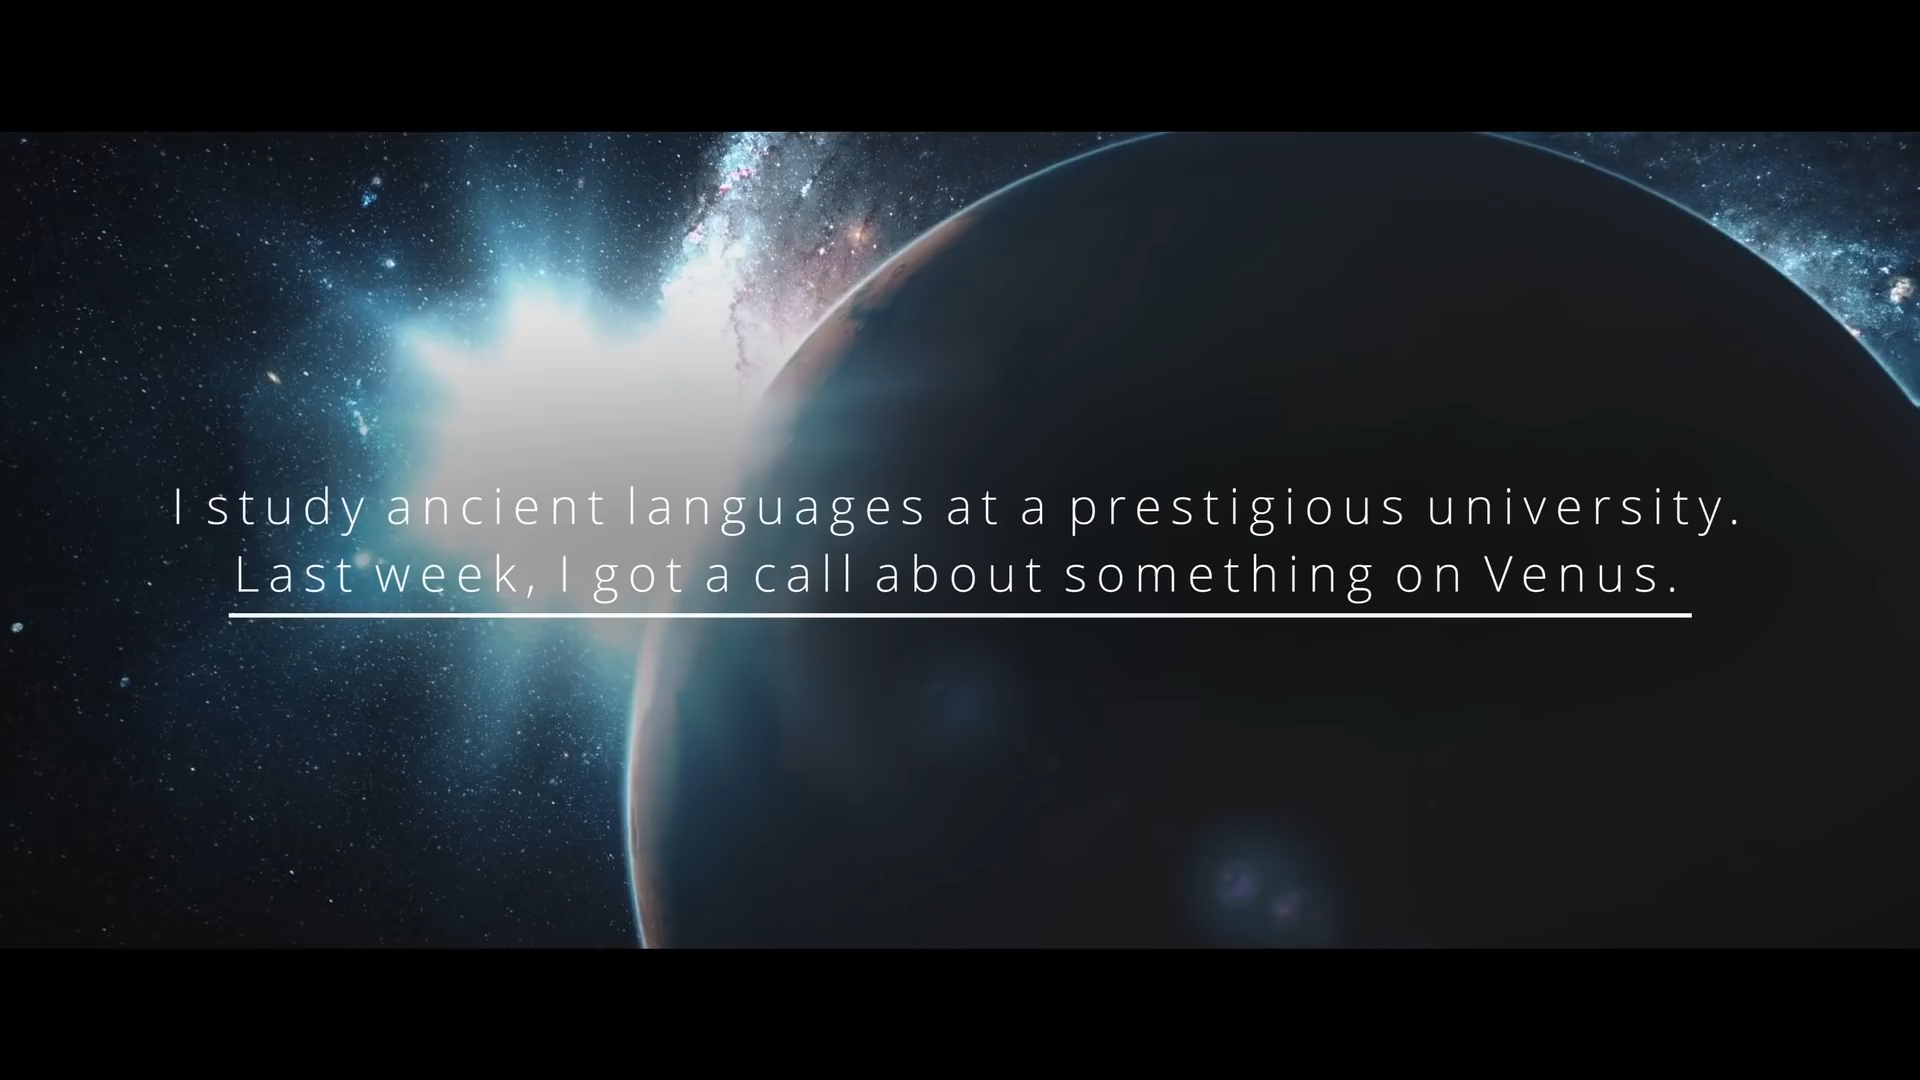 I study ancient languages at a prestigious university.
Last week, I got a call about something on Venus.